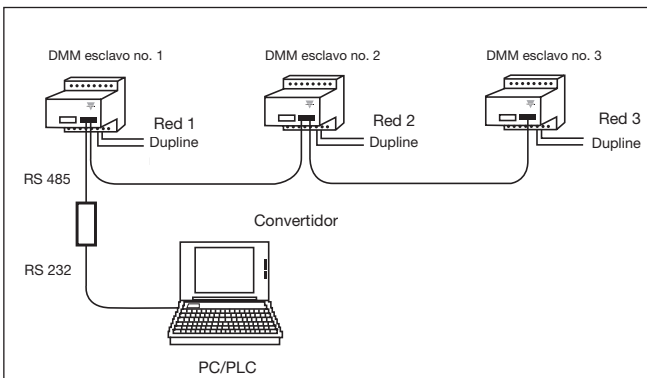 DMM esclavo no. 1
DMM esclavo no. 2
DMM esclavo no. 3
Red 1
Dupline
Red 2
Dupline
Red 3
Dupline
RS 485
Convertidor
RS 232
PC/PLC